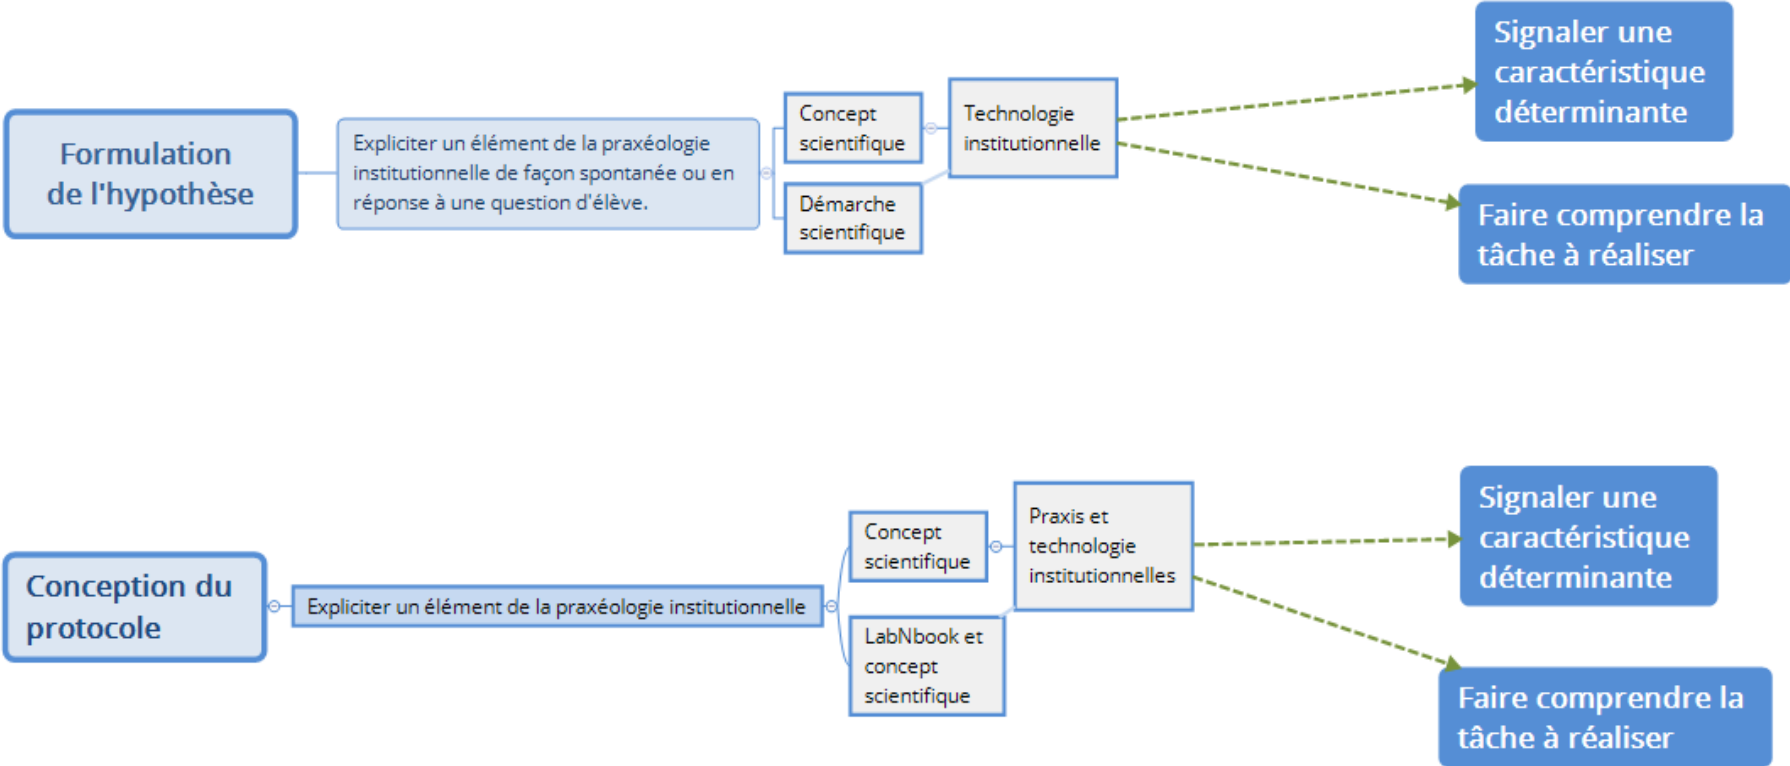 Formulation
de l'hypothèse
Expliciter un élément de la praxéologie
institutionnelle de façon spontanée ou en
réponse à une question d'élève.
Concept
scientifique
Démarche
scientifique
Technologie
institutionnelle
Signaler une
caractéristique
déterminante
Faire comprendre la
tâche à réaliser
Conception du
protocole
Expliciter un élément de la praxéologie institutionnelle
Concept
scientifique
LabNbook et
concept
scientifique
Praxis et
technologie
institutionnelles
Signaler une
caractéristique
déterminante
Faire comprendre la
tâche à réaliser